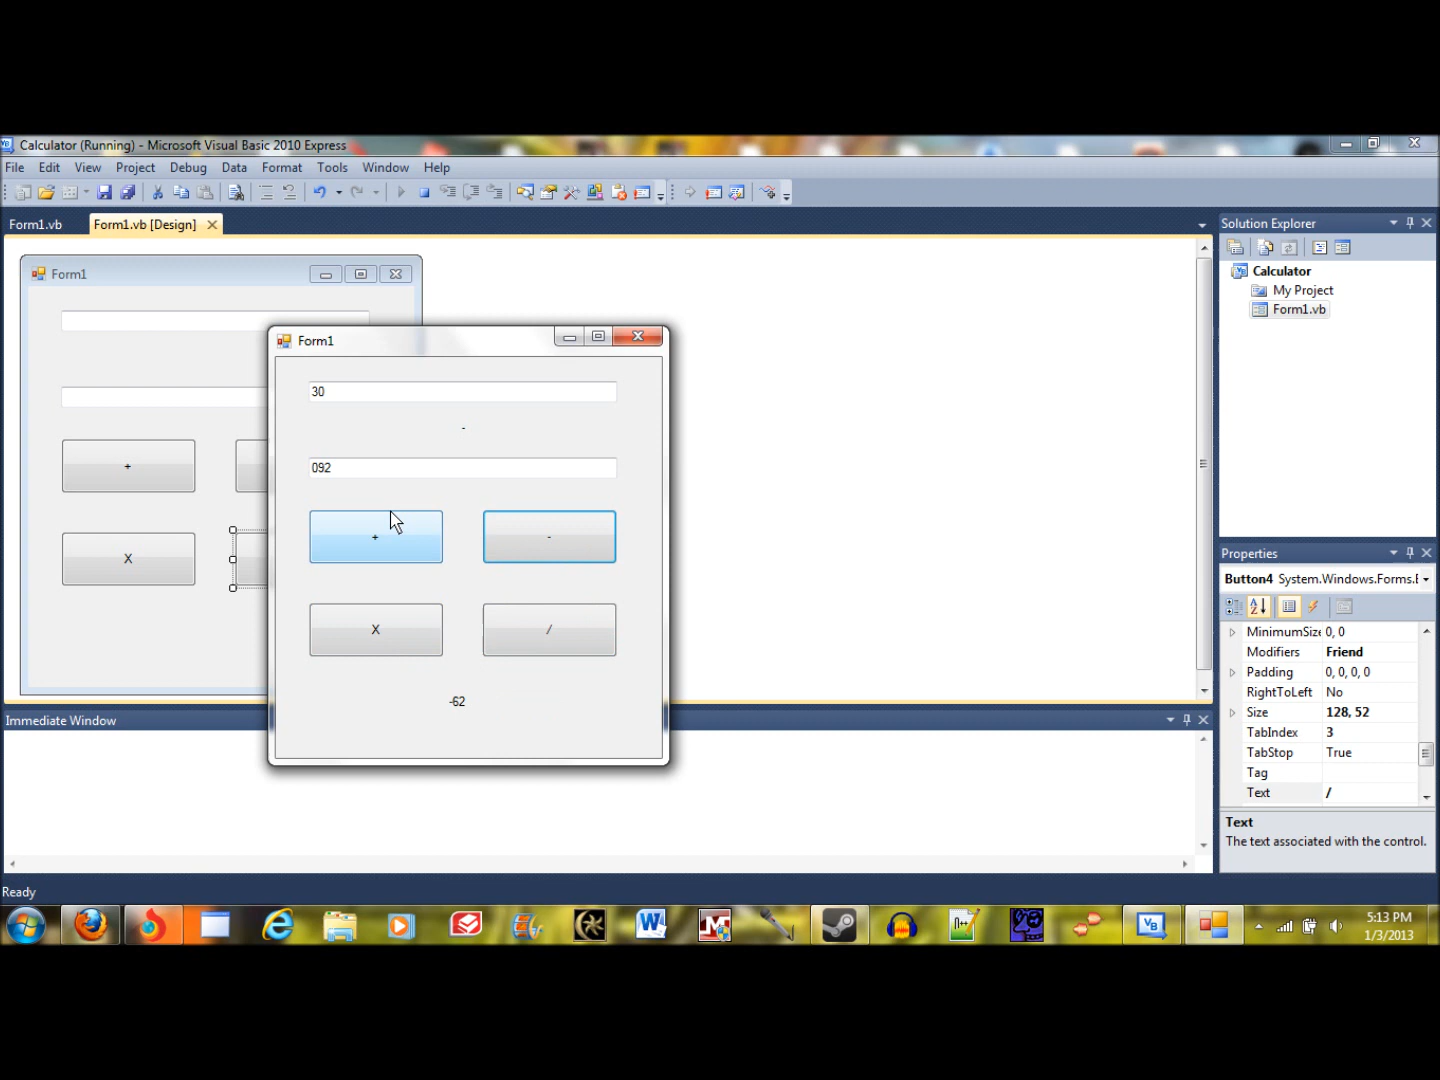 Calculator (Running) - Microsoft Visual Basic 2010 Express
File Edit View Project Debug Data Format Tools Window Help
Form1.vb Form1.vb [Design]
Solution Explorer
Calculator
My Project
Form1.vb
Form1
+
X
Form1
30
-
092
+ -
X /
-62
Properties
Button4 System.Windows.Forms.B
MinimumSize 0, 0
Modifiers Friend
Padding 0, 0, 0, 0
RightToLeft No
Size 128, 52
TabIndex 3
TabStop True
Tag
Text /
Text
The text associated with the control.
Immediate Window
Ready
5:13 PM
1/3/2013